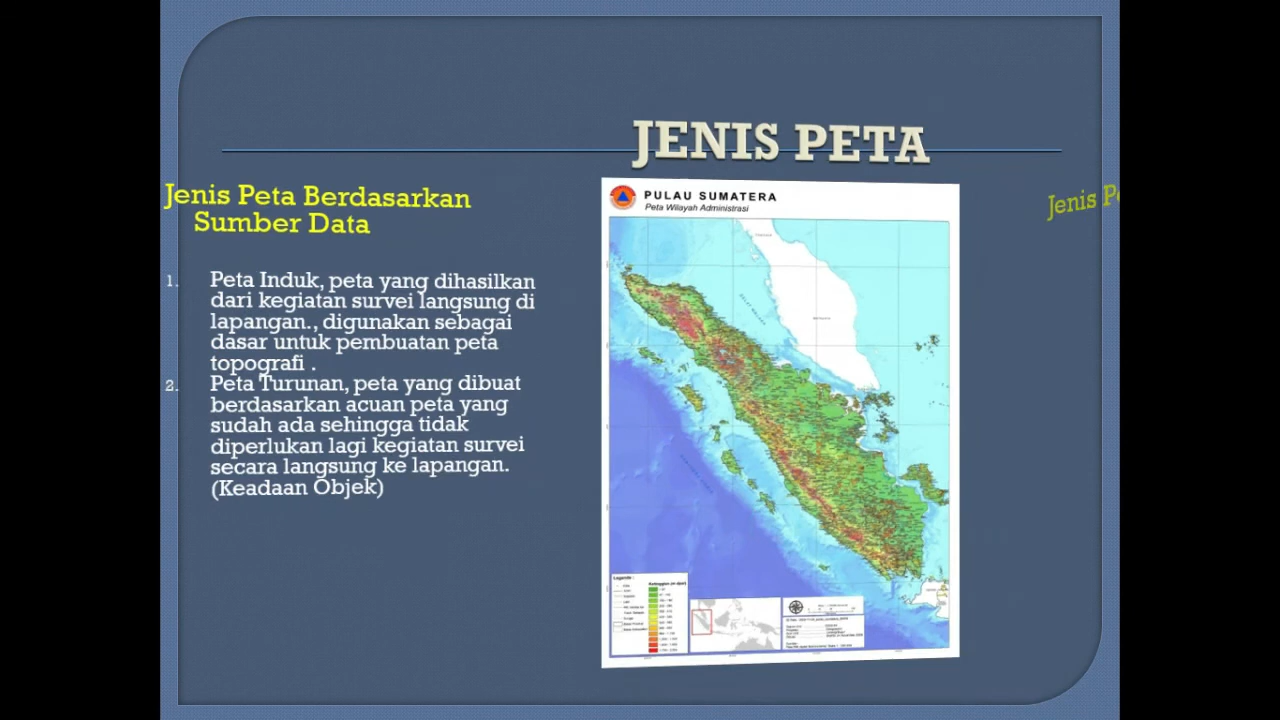 JENIS PETA
Jenis Peta Berdasarkan
Sumber Data
1. Peta Induk, peta yang dihasilkan
dari kegiatan survei langsung di
lapangan., digunakan sebagai
dasar untuk pembuatan peta
topografi .
2. Peta Turunan, peta yang dibuat
berdasarkan acuan peta yang
sudah ada sehingga tidak
diperlukan lagi kegiatan survei
secara langsung ke lapangan.
(Keadaan Objek)
PULAU SUMATERA
Peta Wilayah Administrasi
Legenda :
Jenis